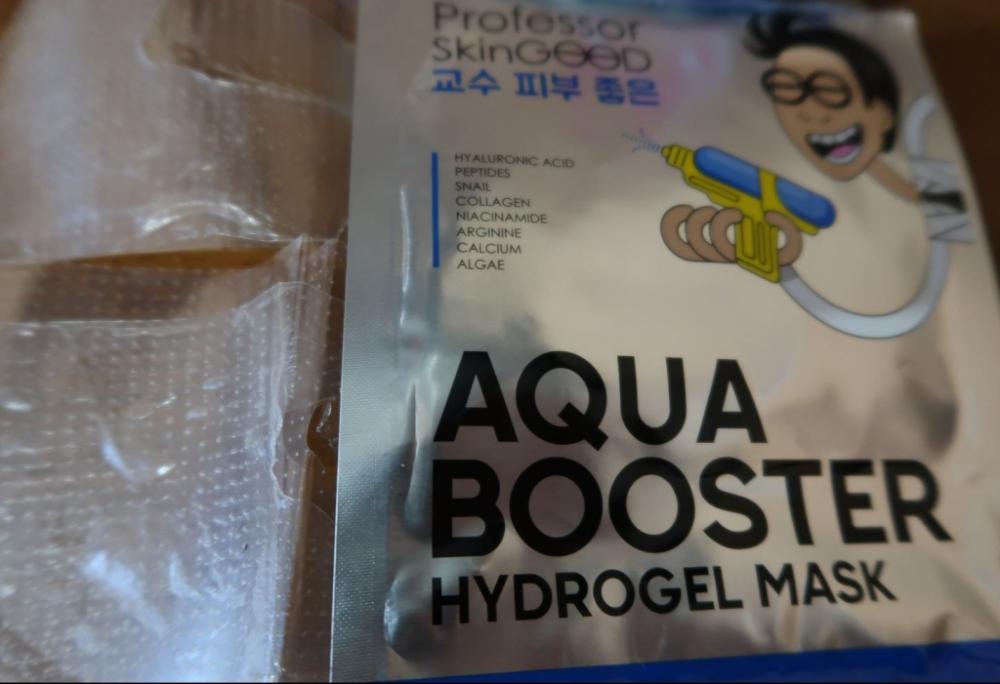 Professor
SkinGOOD
교수 피부 좋은
HYALURONIC ACID
PEPTIDES
SNAIL
COLLAGEN
NIACINAMIDE
ARGININE
CALCIUM
ALGAE
AQUA
BOOSTER
HYDROGEL MASK